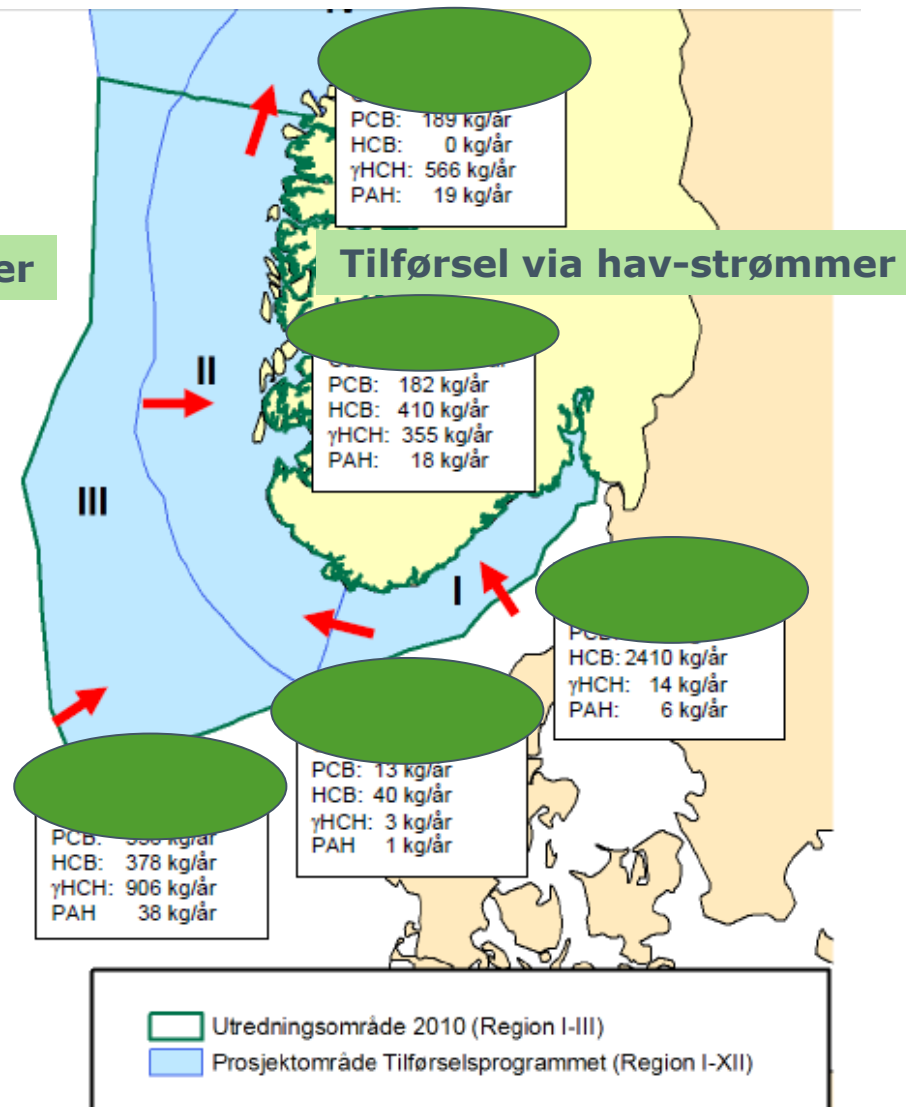 PCB: 189 kg/år
HCB: 0 kg/år
γHCH: 566 kg/år
PAH: 19 kg/år
er
Tilførsel via hav-strømmer
II
PCB: 182 kg/år
HCB: 410 kg/år
γHCH: 355 kg/år
PAH: 18 kg/år
III
I
HCB: 2410 kg/år
γHCH: 14 kg/år
PAH: 6 kg/år
PCB: 13 kg/år
HCB: 40 kg/år
γHCH: 3 kg/år
PAH 1 kg/år
PCB: kg/år
HCB: 378 kg/år
γHCH: 906 kg/år
PAH 38 kg/år
Utredningsområde 2010 (Region I-III)
Prosjektområde Tilførselsprogrammet (Region I-XII)